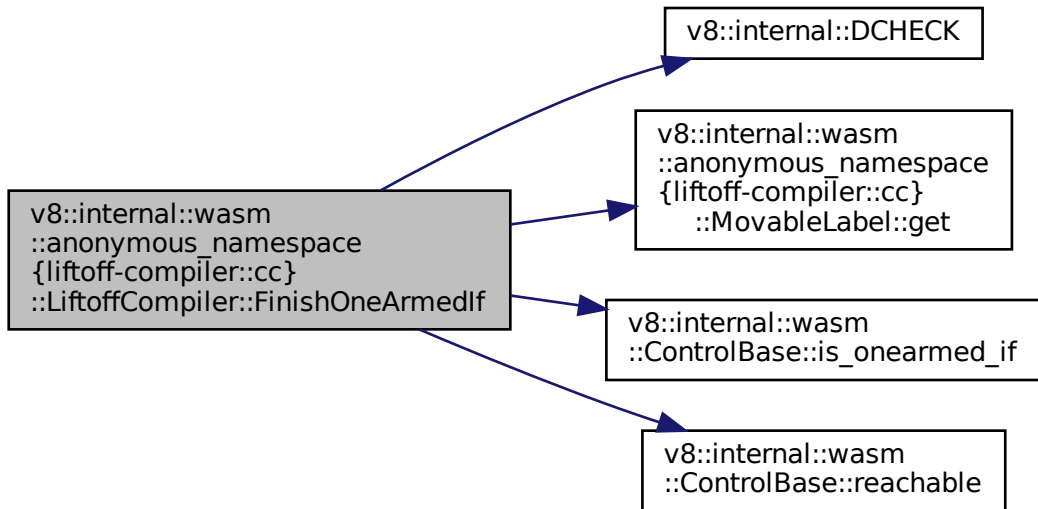 v8::internal::DCHECK
v8::internal::wasm
::anonymous_namespace
{liftoff-compiler::cc}
::MovableLabel::get
v8::internal::wasm
::anonymous_namespace
{liftoff-compiler::cc}
::LiftoffCompiler::FinishOneArmedIf
v8::internal::wasm
::ControlBase::is_onearmed_if
v8::internal::wasm
::ControlBase::reachable